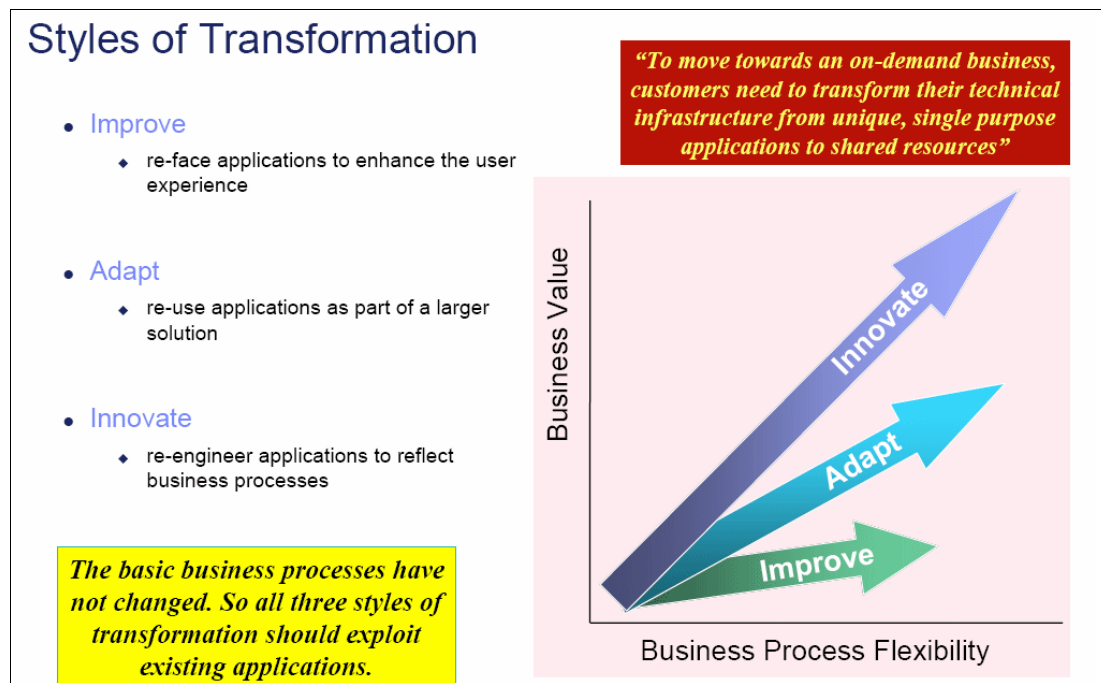 Styles of Transformation
“To move towards an on-demand business,
customers need to transform their technical
infrastructure from unique, single purpose
applications to shared resources”
Improve
re-face applications to enhance the user
experience
Adapt
re-use applications as part of a larger
solution
Innovate
re-engineer applications to reflect
business processes
The basic business processes have
not changed. So all three styles of
transformation should exploit
existing applications.
Business Value
Innovate
Adapt
Improve
Business Process Flexibility